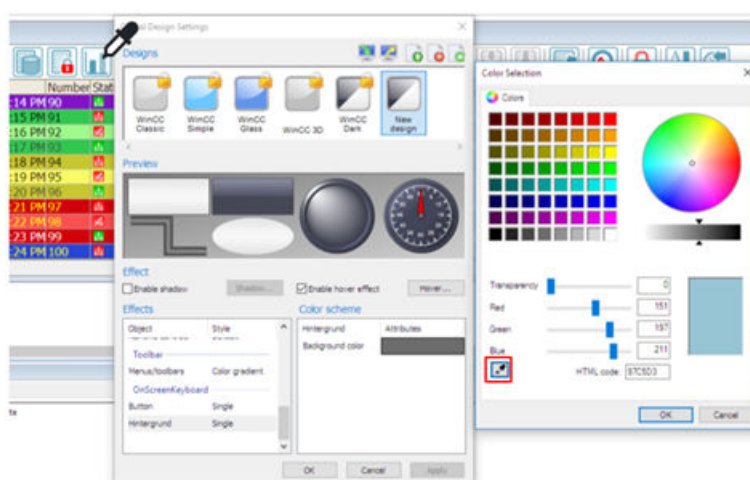 Design Settings
Designs
WinCC Classic
WinCC Simple
WinCC Glass
WinCC 3D
WinCC Dark
New design
Preview
Effect
Enable shadow
Shadow...
Enable hover effect
Hover...
Effects
Color scheme
Object Style
Hintergrund Attributes
Background color
Toolbar
Menus/toolbars Color gradient
OnScreenKeyboard
Button Single
Hintergrund Single
OK Cancel Apply
Number Stat
:14 PM 90
:15 PM 91
:16 PM 92
:17 PM 93
:18 PM 94
:19 PM 95
:20 PM 96
:21 PM 97
:22 PM 98
:23 PM 99
:24 PM 100
Color Selection
Colors
Transparency 0
Red 151
Green 197
Blue 211
HTML code: 97C5D3
OK Cancel